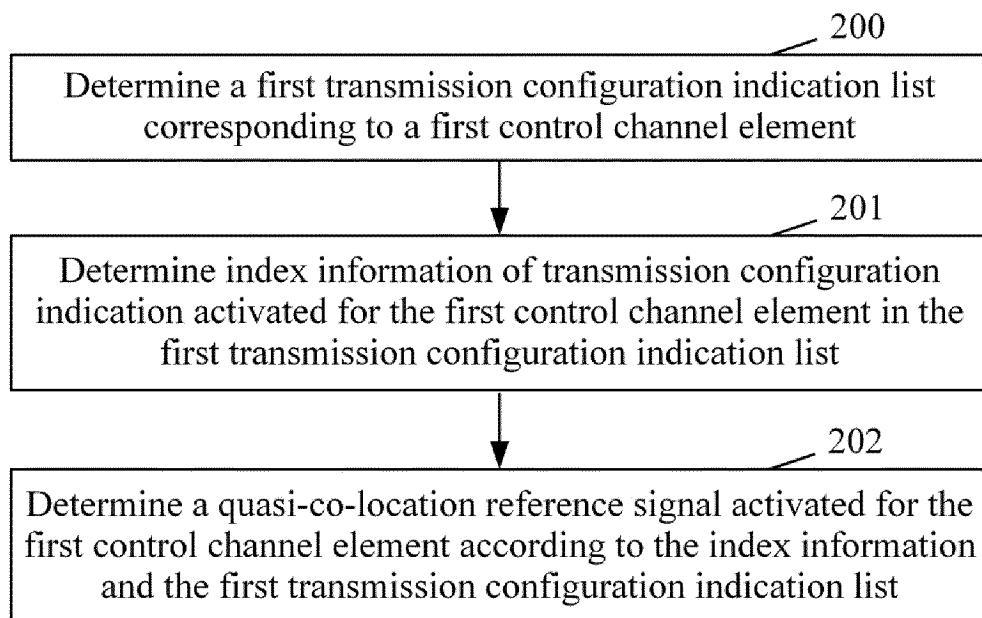 200
Determine a first transmission configuration indication list
corresponding to a first control channel element
201
Determine index information of transmission configuration
indication activated for the first control channel element in the
first transmission configuration indication list
202
Determine a quasi-co-location reference signal activated for the
first control channel element according to the index information
and the first transmission configuration indication list